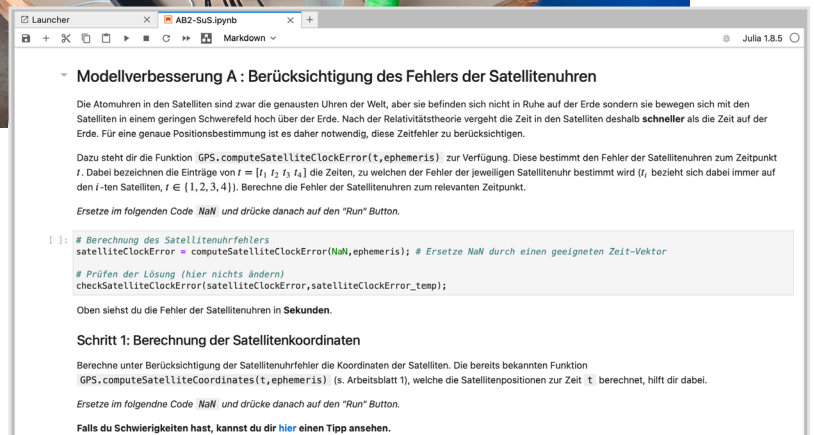 Launcher × AB2-SuS.ipynb × +
Markdown Julia 1.8.5
Modellverbesserung A : Berücksichtigung des Fehlers der Satellitenuhren
Die Atomuhren in den Satelliten sind zwar die genausten Uhren der Welt, aber sie befinden sich nicht in Ruhe auf der Erde sondern sie bewegen sich mit den
Satelliten in einem geringen Schwerefeld hoch über der Erde. Nach der Relativitätstheorie vergeht die Zeit in den Satelliten deshalb schneller als die Zeit auf der
Erde. Für eine genaue Positionsbestimmung ist es daher notwendig, diese Zeitfehler zu berücksichtigen.
Dazu steht dir die Funktion GPS.computeSatelliteClockError(t,ephemeris) zur Verfügung. Diese bestimmt den Fehler der Satellitenuhren zum Zeitpunkt
t. Dabei bezeichnen die Einträge von t = [t₁ t₂ t₃ t₄] die Zeiten, zu welchen der Fehler der jeweiligen Satellitenuhr bestimmt wird (tᵢ bezieht sich dabei immer auf
den i-ten Satelliten, t ∈ {1, 2, 3, 4}). Berechne die Fehler der Satellitenuhren zum relevanten Zeitpunkt.
Ersetze im folgenden Code NaN und drücke danach auf den "Run" Button.
[ ]: # Berechnung des Satellitenuhrfehlers
satelliteClockError = computeSatelliteClockError(NaN,ephemeris); # Ersetze NaN durch einen geeigneten Zeit-Vektor
# Prüfen der Lösung (hier nichts ändern)
checkSatelliteClockError(satelliteClockError,satelliteClockError_temp);
Oben siehst du die Fehler der Satellitenuhren in Sekunden.
Schritt 1: Berechnung der Satellitenkoordinaten
Berechne unter Berücksichtigung der Satellitenuhrfehler die Koordinaten der Satelliten. Die bereits bekannten Funktion
GPS.computeSatelliteCoordinates(t,ephemeris) (s. Arbeitsblatt 1), welche die Satellitenpositionen zur Zeit t berechnet, hilft dir dabei.
Ersetze im folgendne Code NaN und drücke danach auf den "Run" Button.
Falls du Schwierigkeiten hast, kannst du dir hier einen Tipp ansehen.